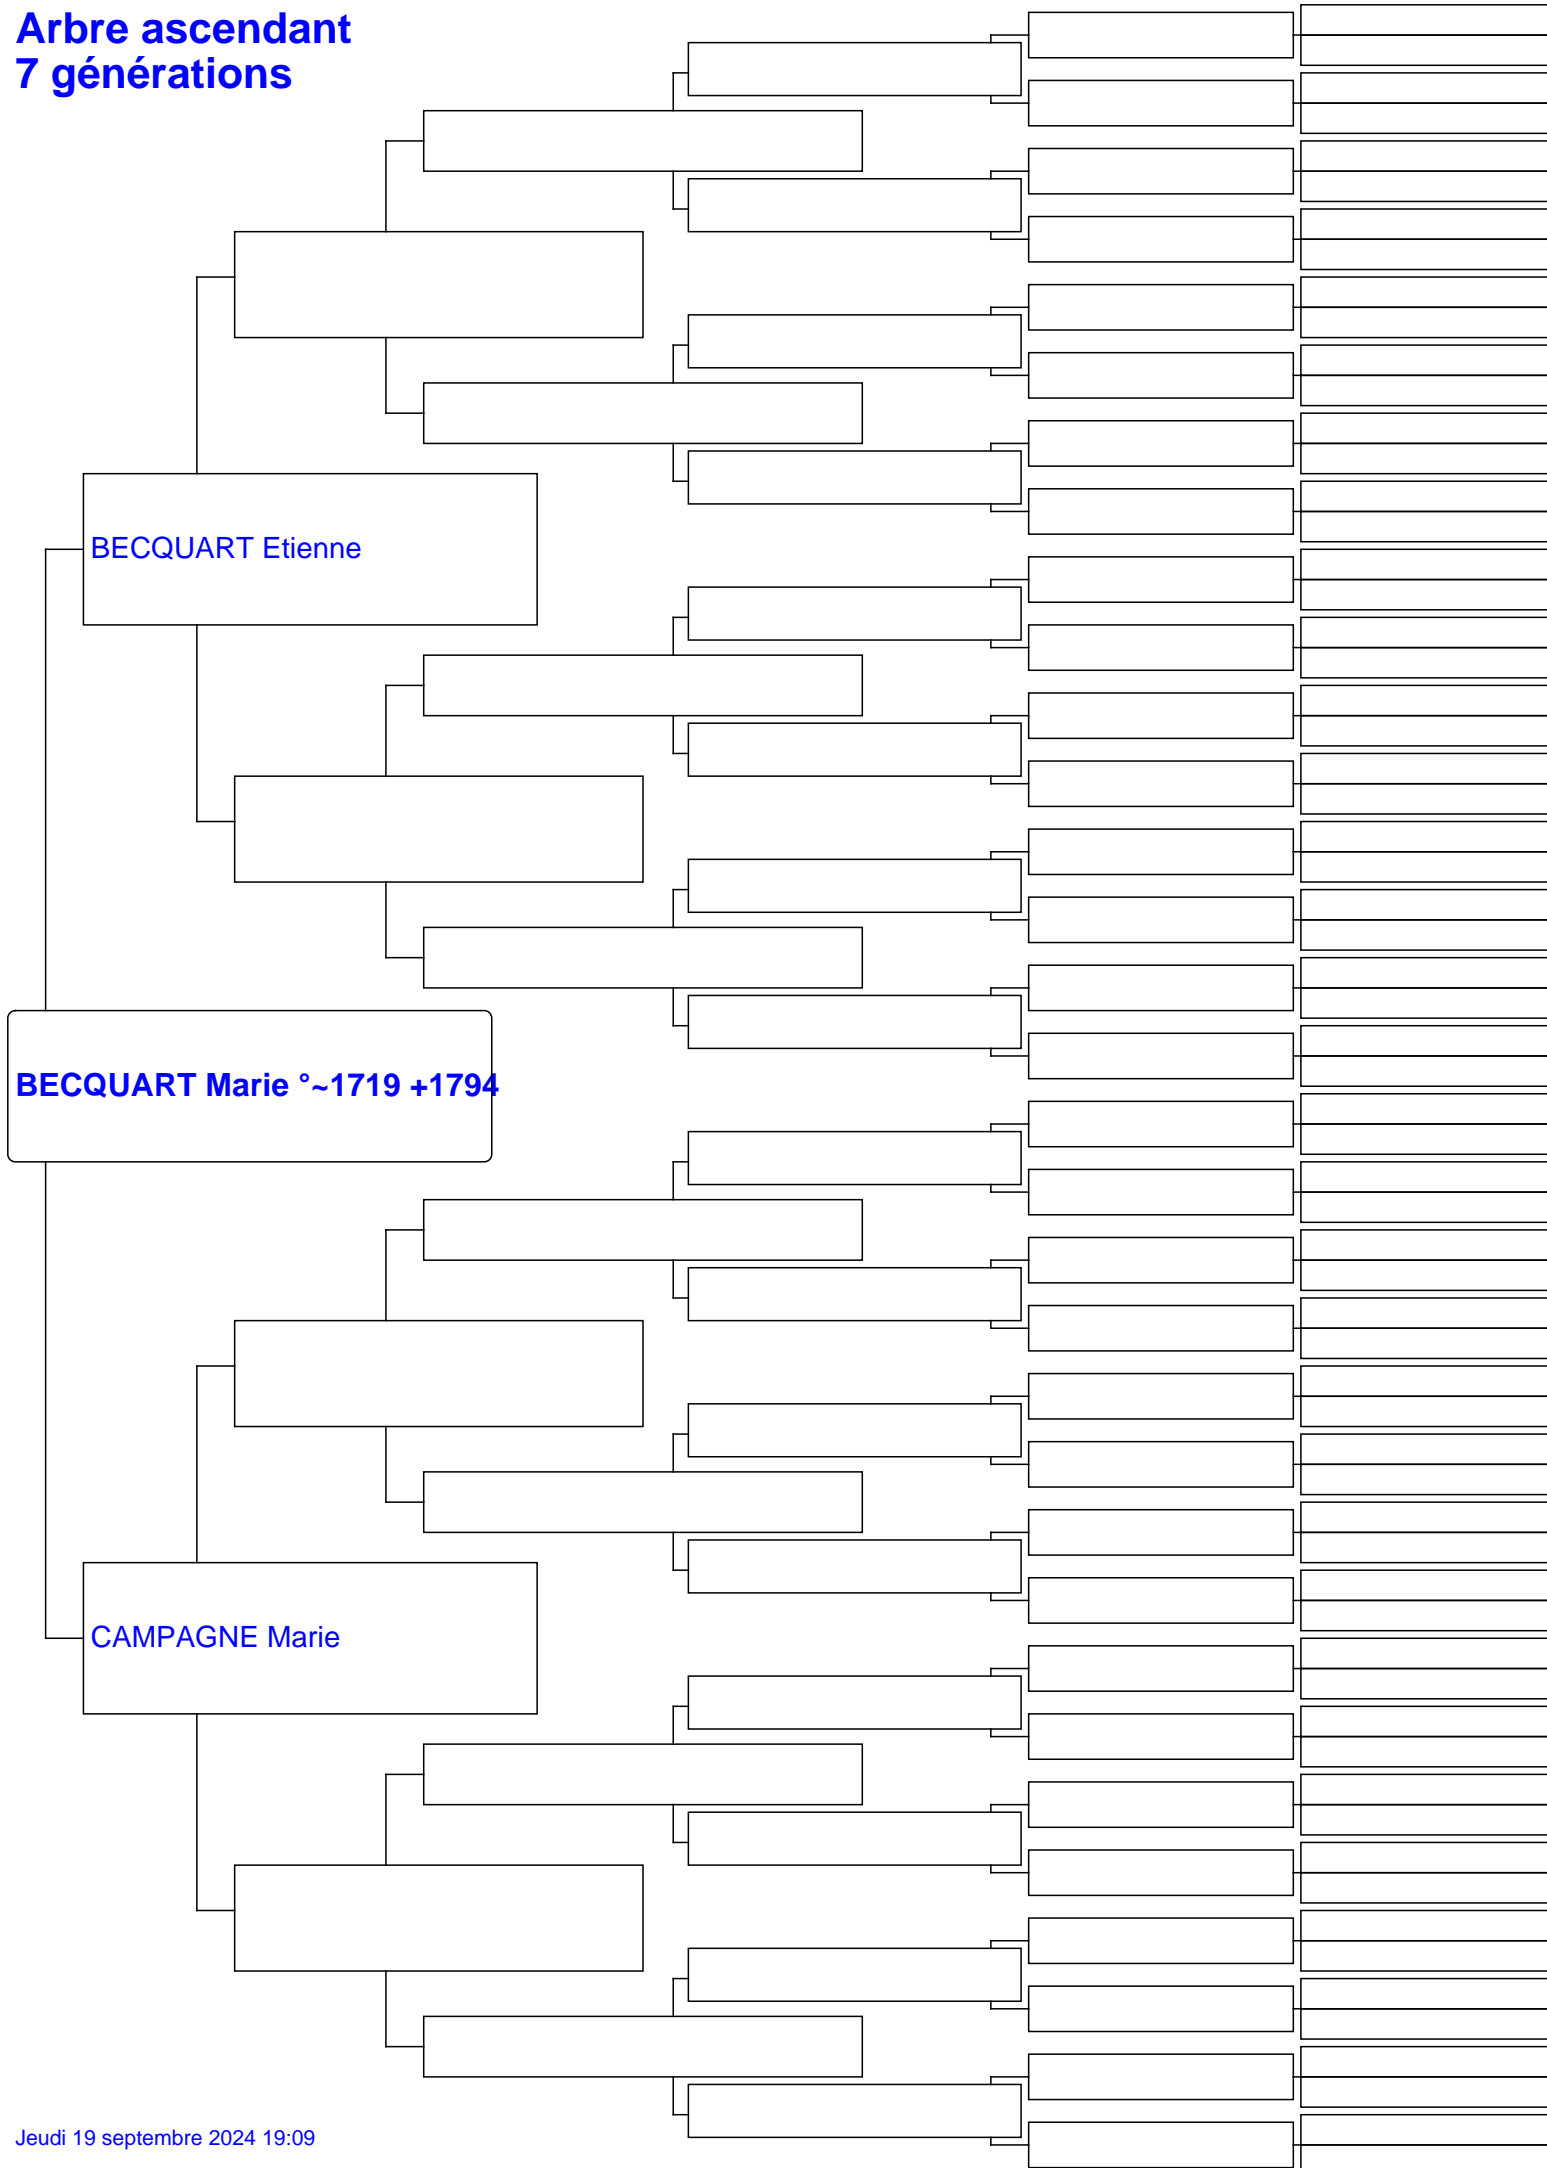 Arbre ascendant
7 générations
BECQUART Etienne
BECQUART Marie °~1719 +1794
CAMPAGNE Marie
Jeudi 19 septembre 2024 19:09